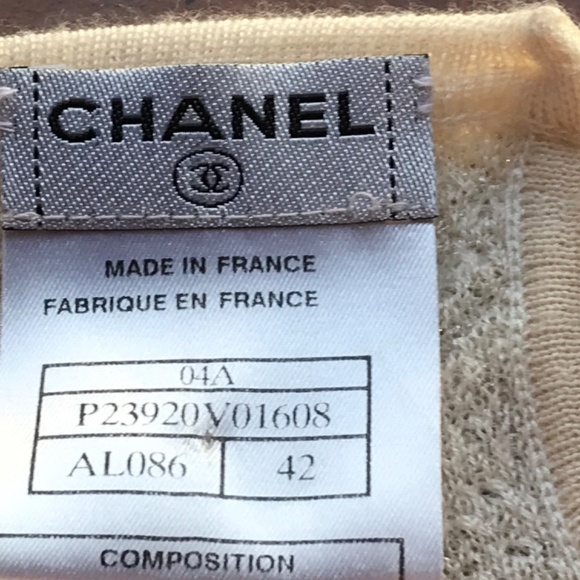 CHANEL
MADE IN FRANCE
FABRIQUE EN FRANCE
04A
P23920V01608
AL086 42
COMPOSITION